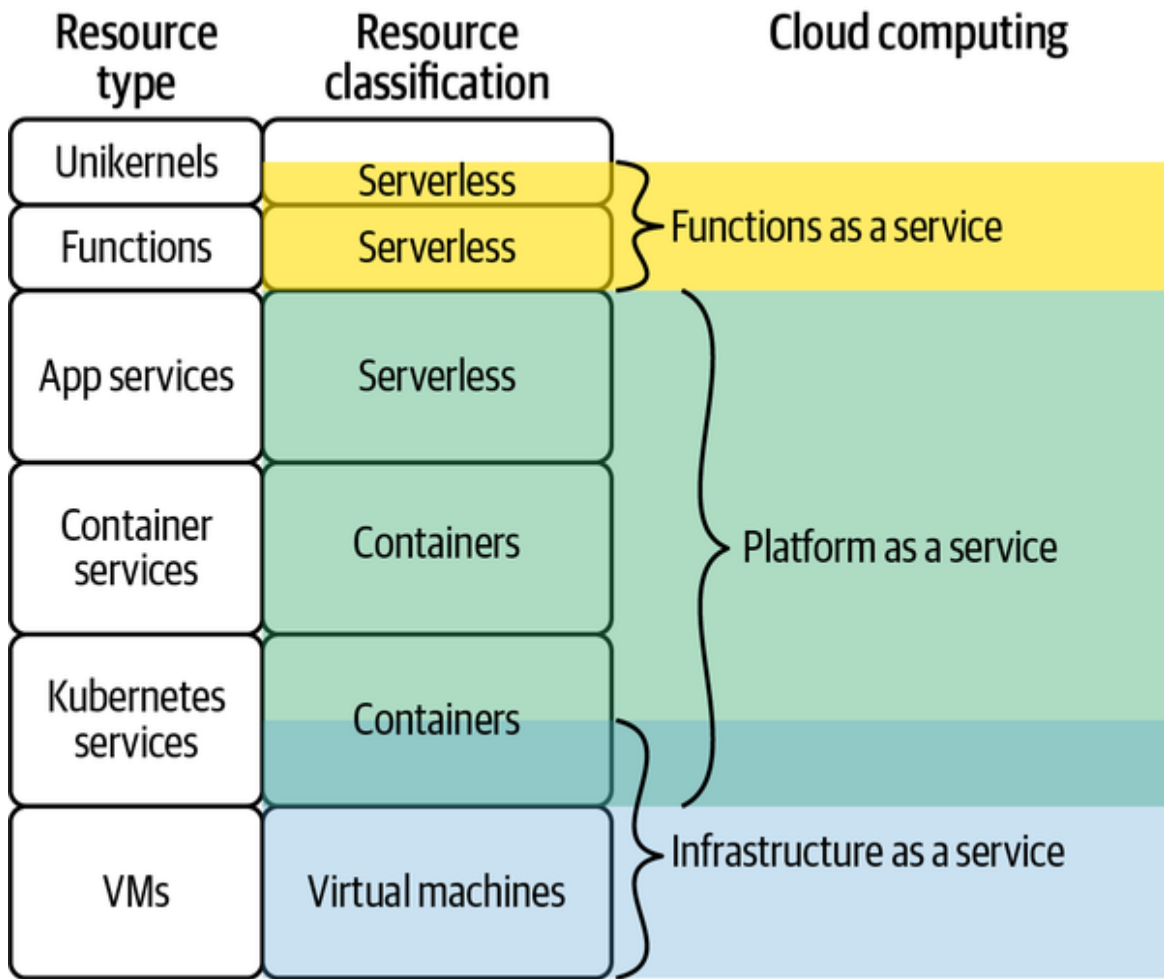 Resource
type
Resource
classification
Cloud computing
Unikernels
Serverless
Functions as a service
Functions
Serverless
App services
Serverless
Container
services
Containers
Platform as a service
Kubernetes
services
Containers
Infrastructure as a service
VMs
Virtual machines